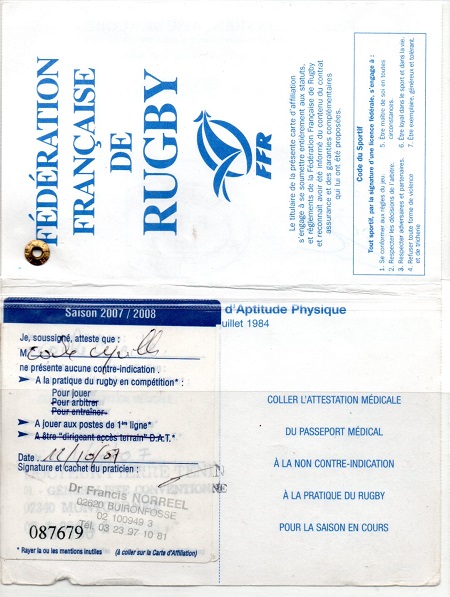 FÉDÉRATION
FRANÇAISE
DE
RUGBY
FFR
Le titulaire de la présente carte d'affiliation
s'engage à se soumettre entièrement aux statuts,
et règlements de la Fédération Française de Rugby
et reconnait avoir été informé du contenu du contrat
assurance et des garanties complémentaires
qui lui ont été proposées.
Code du Sportif
Tout sportif, par la signature d'une licence fédérale, s'engage à :
1. Se conformer aux règles du jeu.
2. Respecter les décisions de l'arbitre.
3. Respecter adversaires et partenaires.
4. Refuser toute forme de violence
et de tricherie
5. Etre maître de soi en toutes
circonstances.
6. Etre loyal dans le sport et dans la vie.
7. Etre exemplaire, généreux et tolérant.
Saison 2007 / 2008
Je, soussigné, atteste que :
M
ne présente aucune contre-indication :
A la pratique du rugby en compétition* :
Pour jouer
Pour arbitrer
Pour entraîner
A jouer aux postes de 1ère ligne*
A être "dirigeant accès terrain" D.A.T.*
Date : 12/10/07
Signature et cachet du praticien :
Dr Francis NORREEL
02620 BUIRONFOSSE
02 100949 3
Tél. 03 23 97 10 81
087679
* Rayer la ou les mentions inutiles (à coller sur la Carte d'Affiliation)
d'Aptitude Physique
uillet 1984
COLLER L'ATTESTATION MÉDICALE
DU PASSEPORT MÉDICAL
À LA NON CONTRE-INDICATION
À LA PRATIQUE DU RUGBY
POUR LA SAISON EN COURS
NE